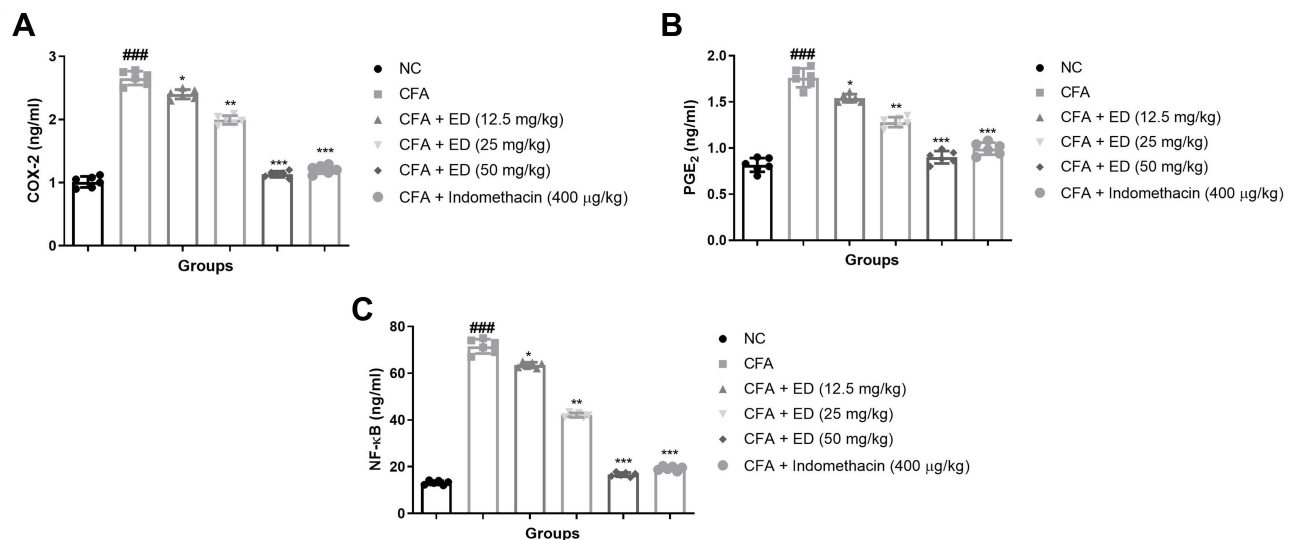 A
COX-2 (ng/ml)
3
2
1
0
###
*
**
***
***
Groups
NC
CFA
CFA + ED (12.5 mg/kg)
CFA + ED (25 mg/kg)
CFA + ED (50 mg/kg)
CFA + Indomethacin (400 μg/kg)
B
PGE₂ (ng/ml)
2.0
1.5
1.0
0.5
0.0
###
*
**
***
***
Groups
NC
CFA
CFA + ED (12.5 mg/kg)
CFA + ED (25 mg/kg)
CFA + ED (50 mg/kg)
CFA + Indomethacin (400 μg/kg)
C
NF-κB (ng/ml)
80
60
40
20
0
###
*
**
***
***
Groups
NC
CFA
CFA + ED (12.5 mg/kg)
CFA + ED (25 mg/kg)
CFA + ED (50 mg/kg)
CFA + Indomethacin (400 μg/kg)